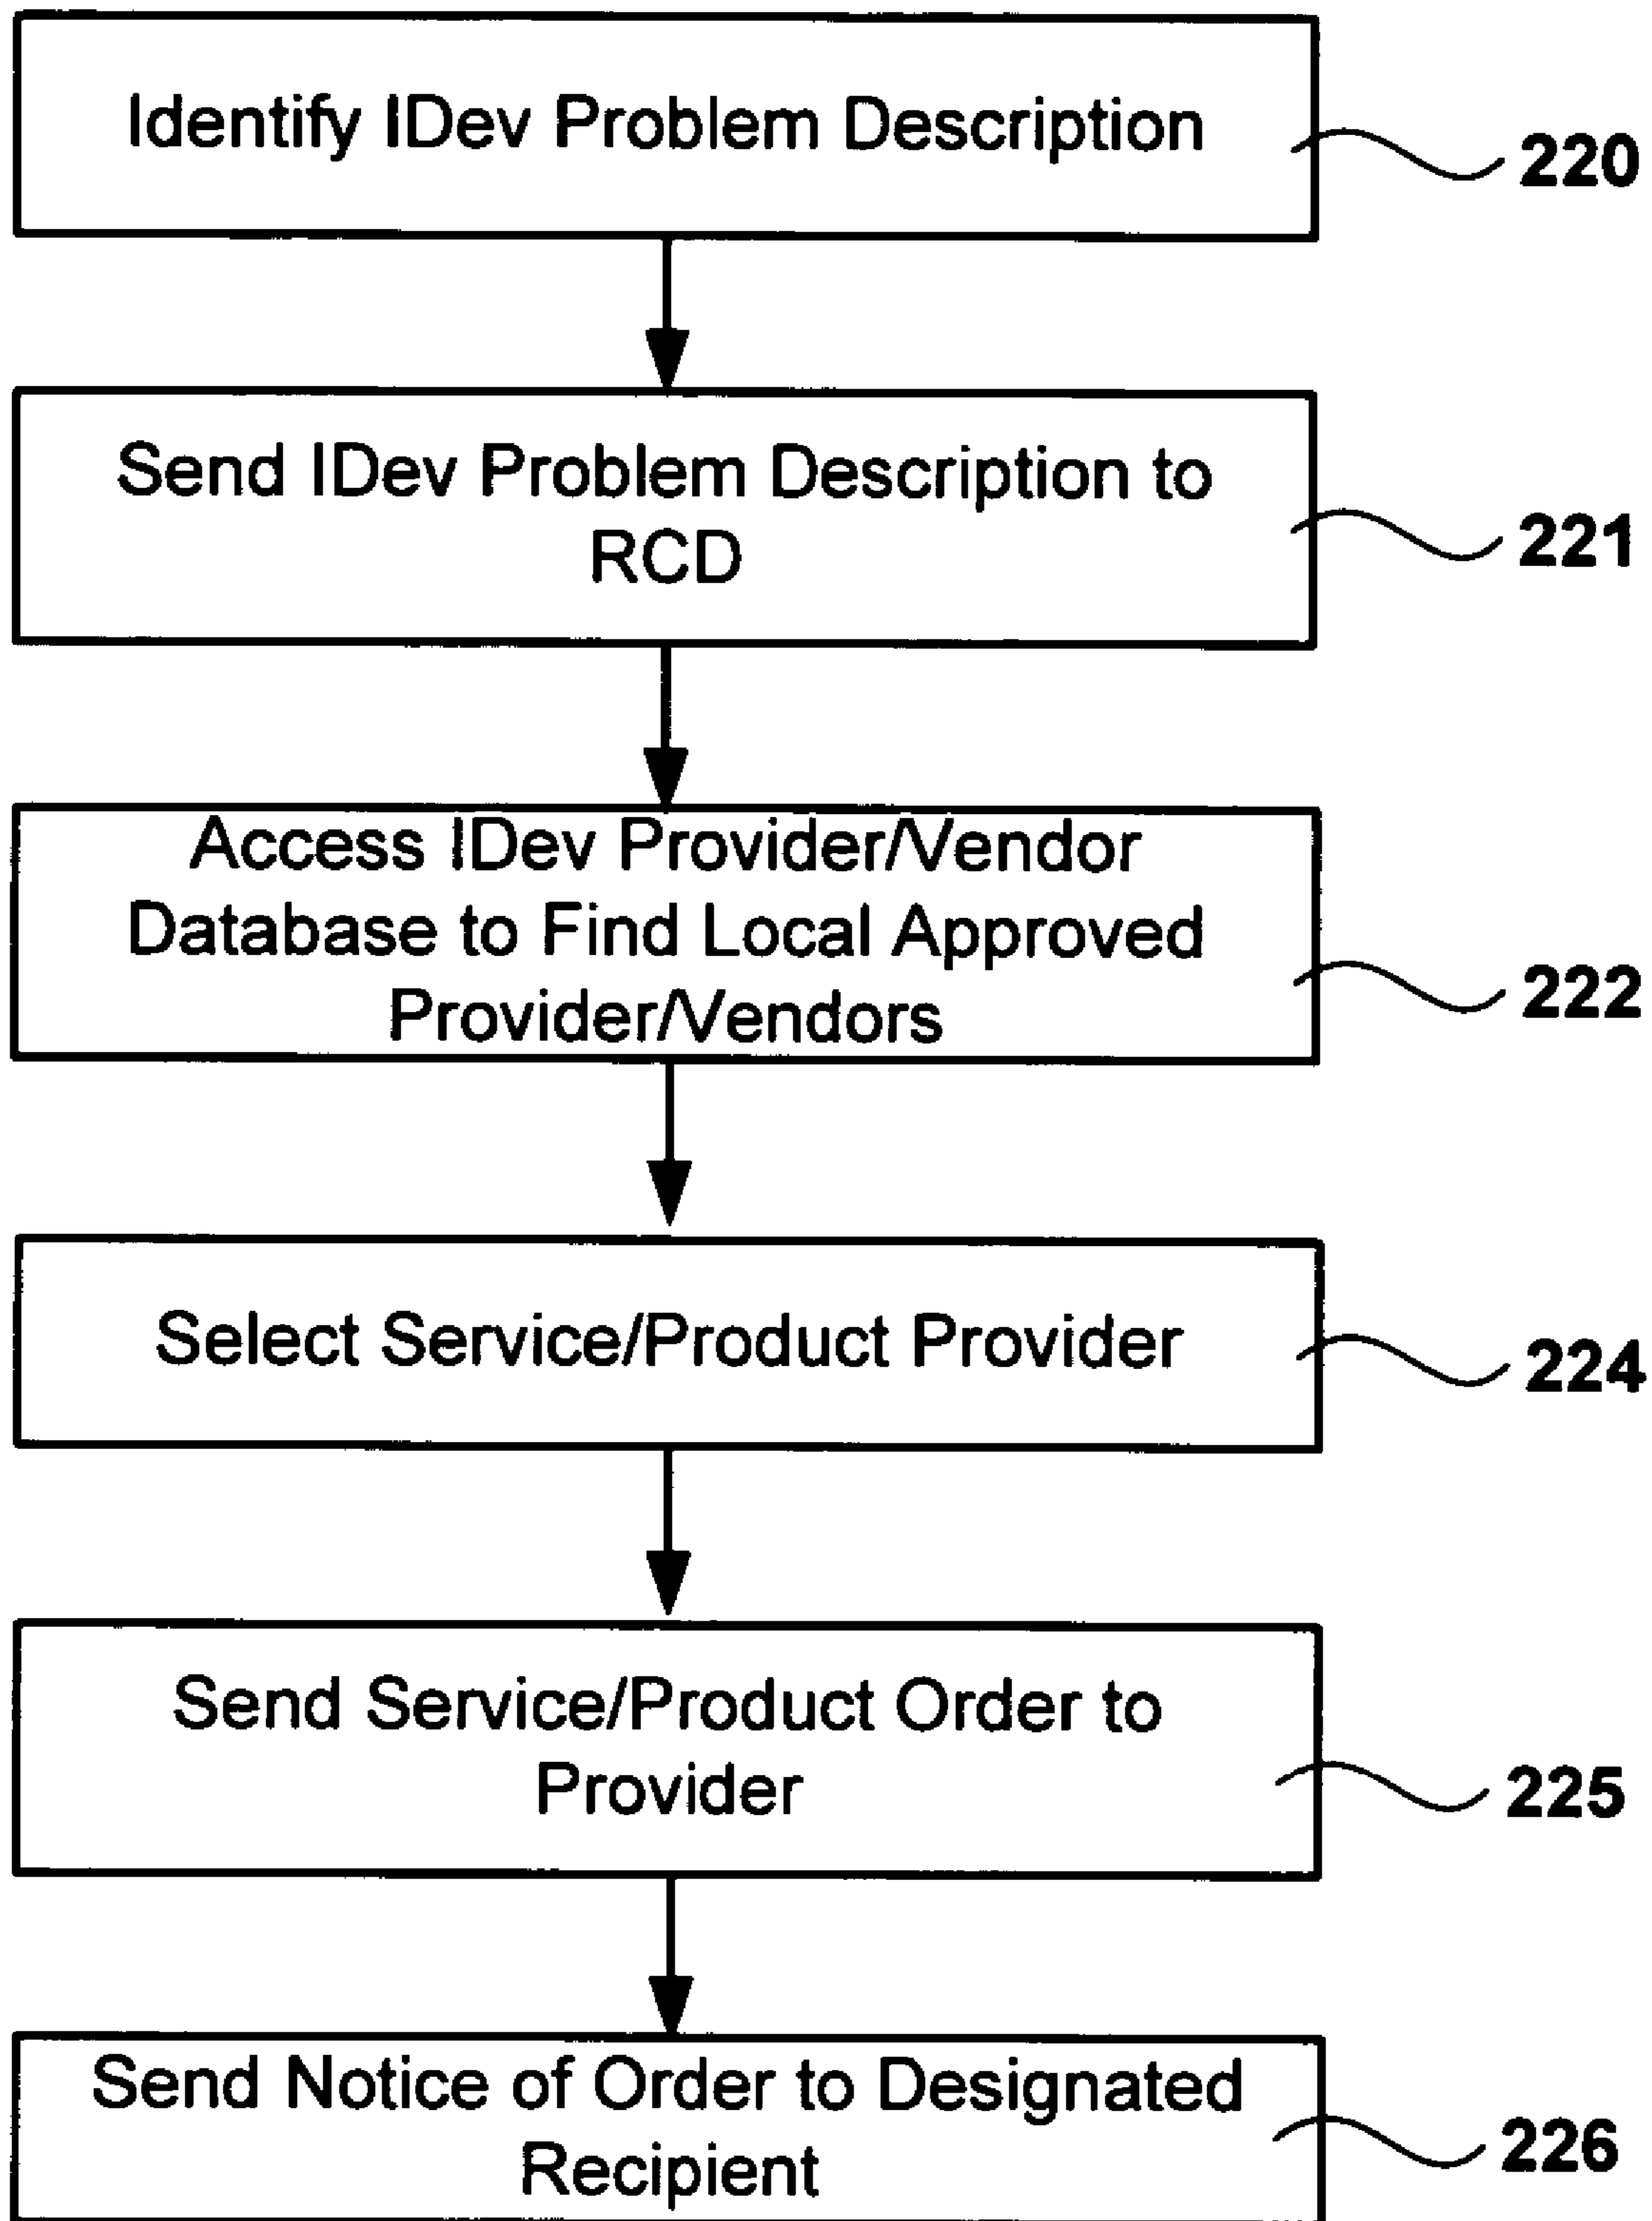 Identify IDev Problem Description
220
Send IDev Problem Description to
RCD
221
Access IDev Provider/Vendor
Database to Find Local Approved
Provider/Vendors
222
Select Service/Product Provider
224
Send Service/Product Order to
Provider
225
Send Notice of Order to Designated
Recipient
226